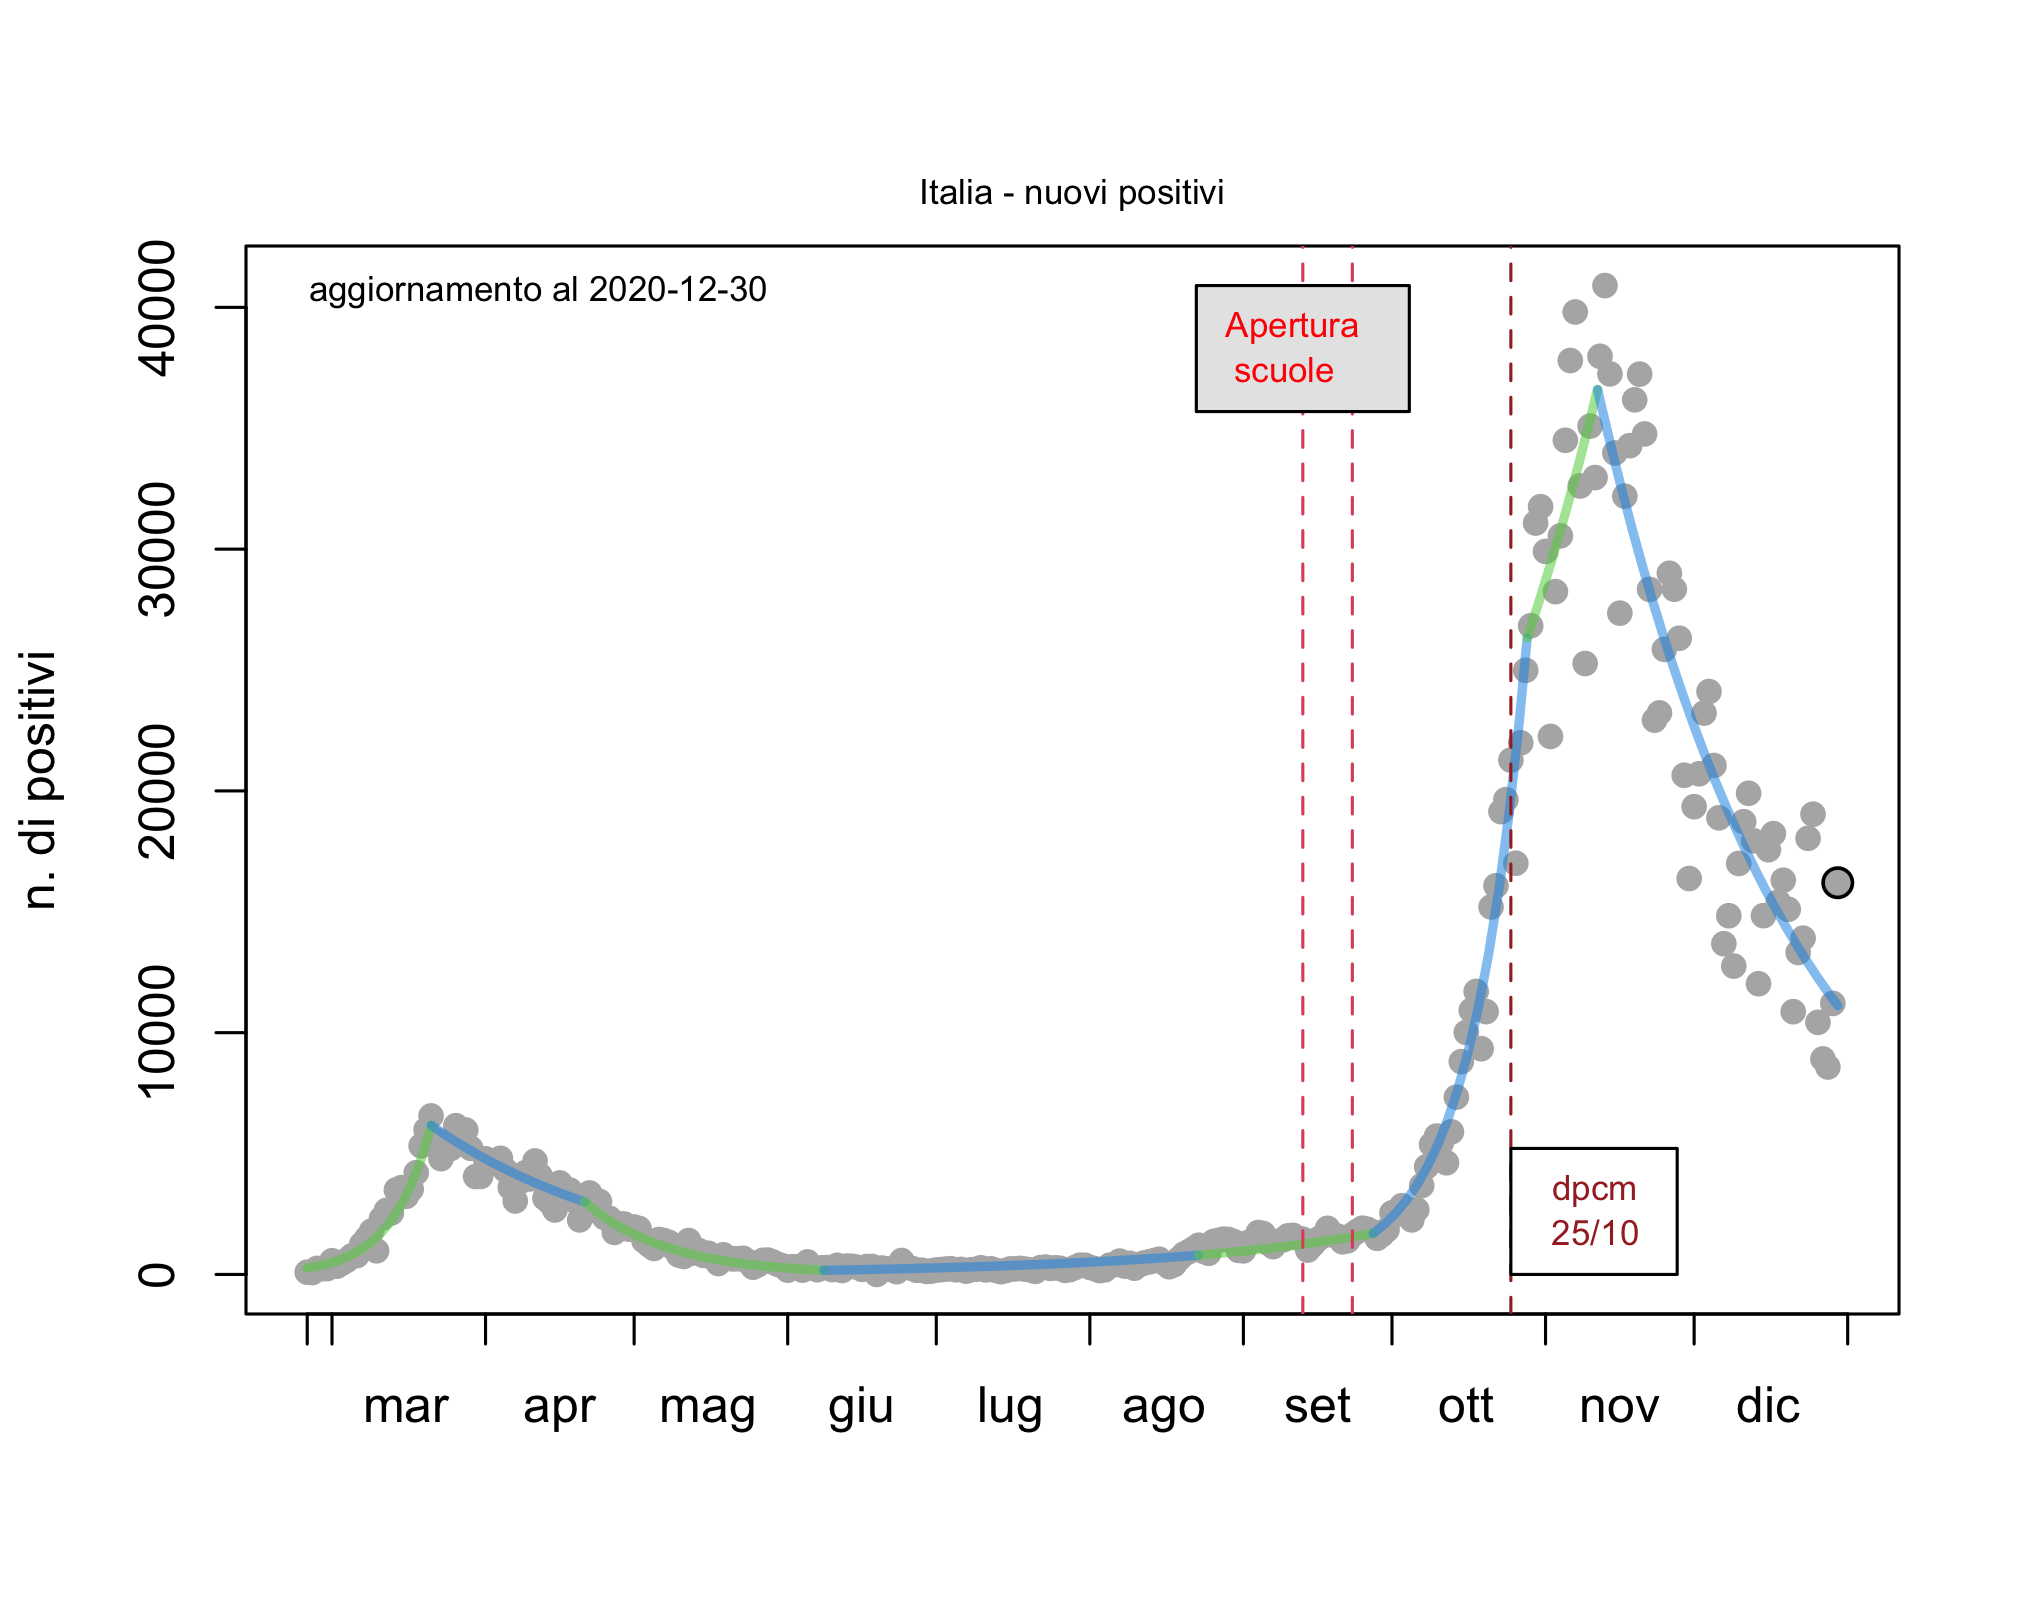 Italia - nuovi positivi
aggiornamento al 2020-12-30
Apertura
scuole
40000
30000
20000
10000
0
n. di positivi
dpcm
25/10
mar apr mag giu lug ago set ott nov dic